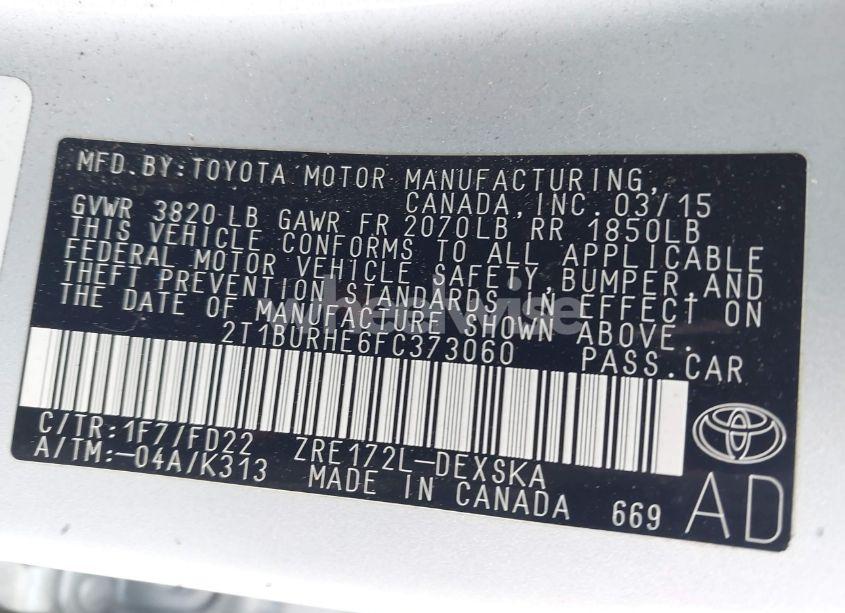 MFD.BY:TOYOTA MOTOR MANUFACTURING,
CANADA,INC. 03/15
GVWR 3820 LB GAWR FR 2070LB RR 1850LB
THIS VEHICLE CONFORMS TO ALL APPLICABLE
FEDERAL MOTOR VEHICLE SAFETY,BUMPER AND
THEFT PREVENTION STANDARDS IN EFFECT ON
THE DATE OF MANUFACTURE SHOWN ABOVE.
wheelwise
2T1BURHE6FC373060 PASS.CAR
C/TR:1F7/FD22 ZRE172L-DEXSKA
A/TM:-04A/K313 MADE IN CANADA 669 AD